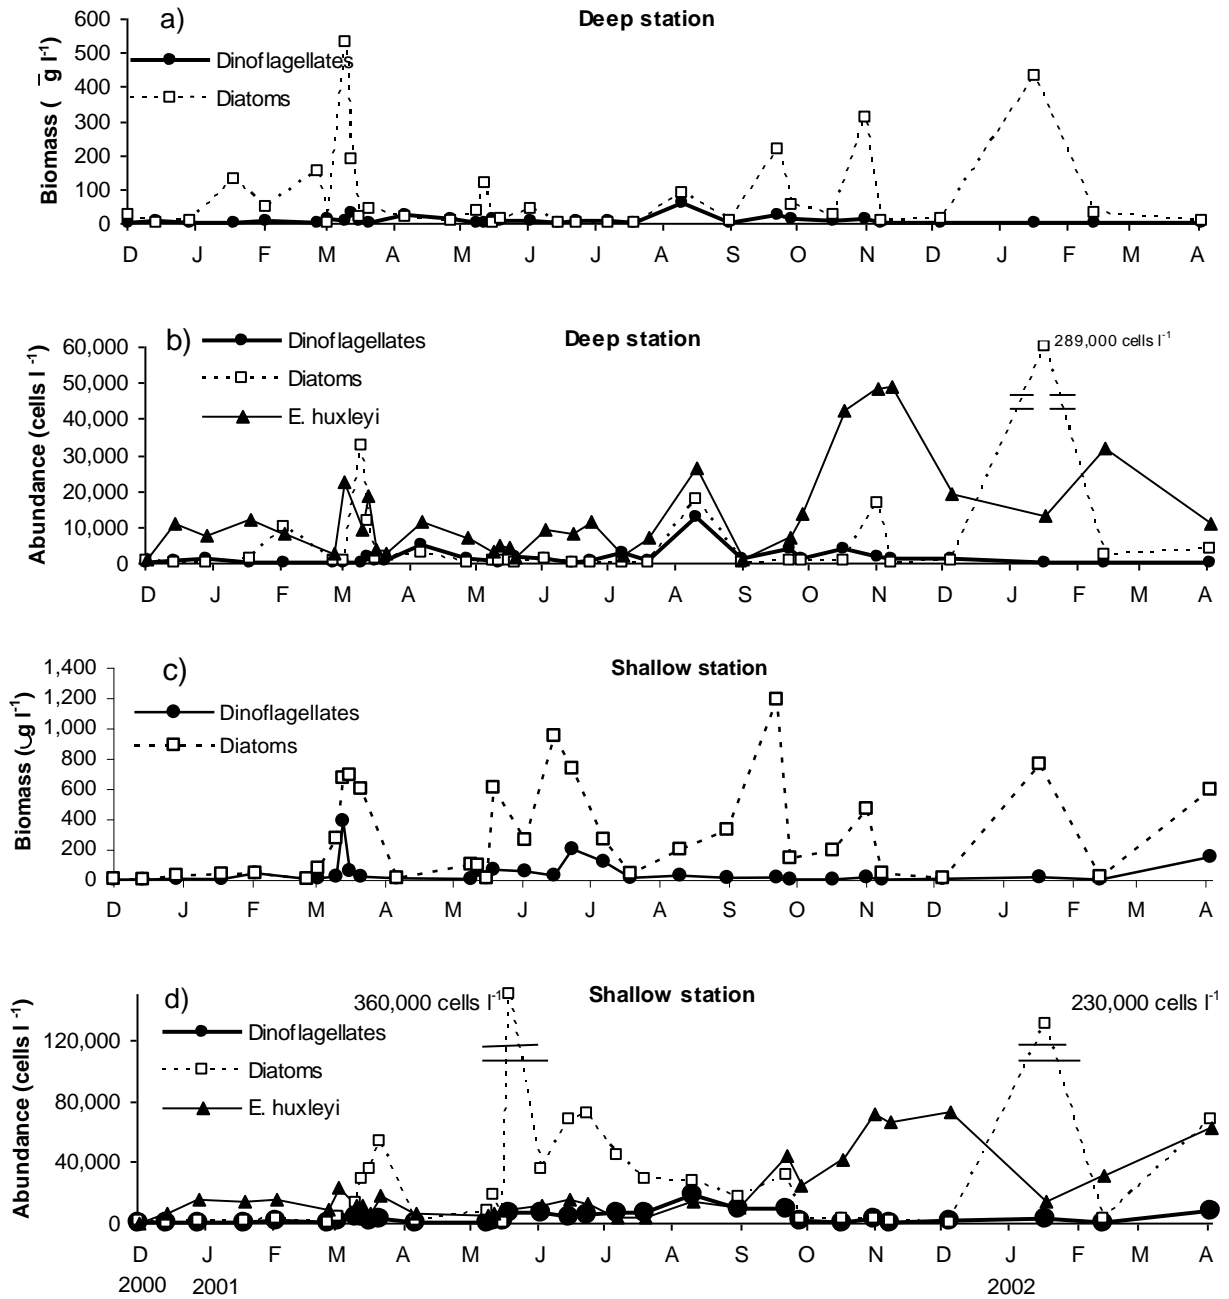 a)
Deep station
Biomass ( ¯g l-1)
600
500
400
300
200
100
0
Dinoflagellates
Diatoms
D J F M A M J J A S O N D J F M A
b)
Deep station
Abundance (cells l-1)
60,000
50,000
40,000
30,000
20,000
10,000
0
Dinoflagellates
Diatoms
E. huxleyi
289,000 cells l-1
D J F M A M J J A S O N D J F M A
c)
Shallow station
Biomass (υg l-1)
1,400
1,200
1,000
800
600
400
200
0
Dinoflagellates
Diatoms
D J F M A M J J A S O N D J F M A
d)
Shallow station
Abundance (cells l-1)
360,000 cells l-1
230,000 cells l-1
120,000
80,000
40,000
0
Dinoflagellates
Diatoms
E. huxleyi
D J F M A M J J A S O N D J F M A
2000 2001 2002